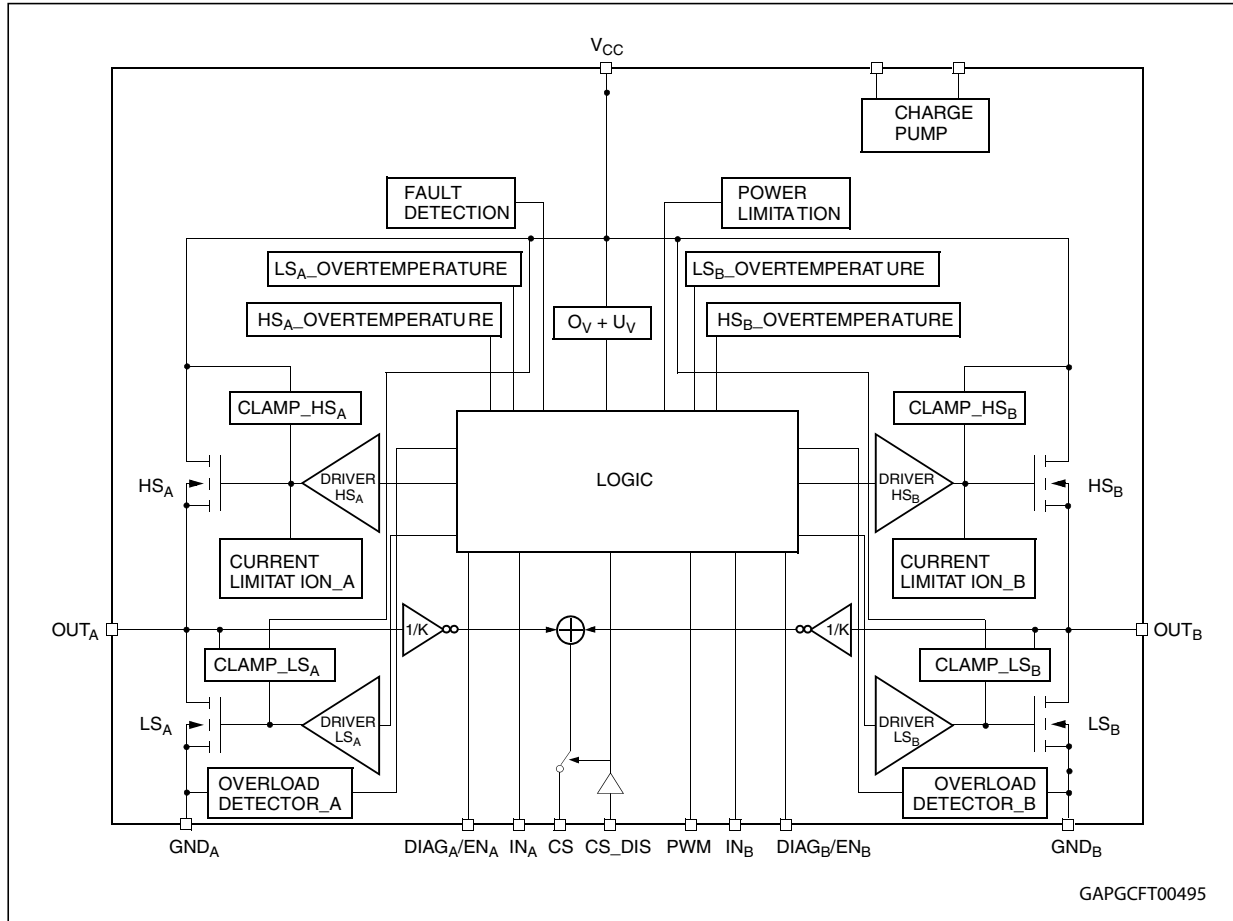 VCC
CHARGE
PUMP
FAULT
DETECTION
POWER
LIMITATION
LSA_OVERTEMPERATURE
LSB_OVERTEMPERATURE
HSA_OVERTEMPERATURE
OV + UV
HSB_OVERTEMPERATURE
CLAMP_HSA
CLAMP_HSB
LOGIC
HSA
DRIVER
HSA
DRIVER
HSB
HSB
CURRENT
LIMITATION_A
CURRENT
LIMITATION_B
OUTA
1/K
1/K
OUTB
CLAMP_LSA
CLAMP_LSB
LSA
DRIVER
LSA
DRIVER
LSB
LSB
OVERLOAD
DETECTOR_A
OVERLOAD
DETECTOR_B
GNDA
DIAGA/ENA
INA
CS
CS_DIS
PWM
INB
DIAGB/ENB
GNDB
GAPGCFT00495